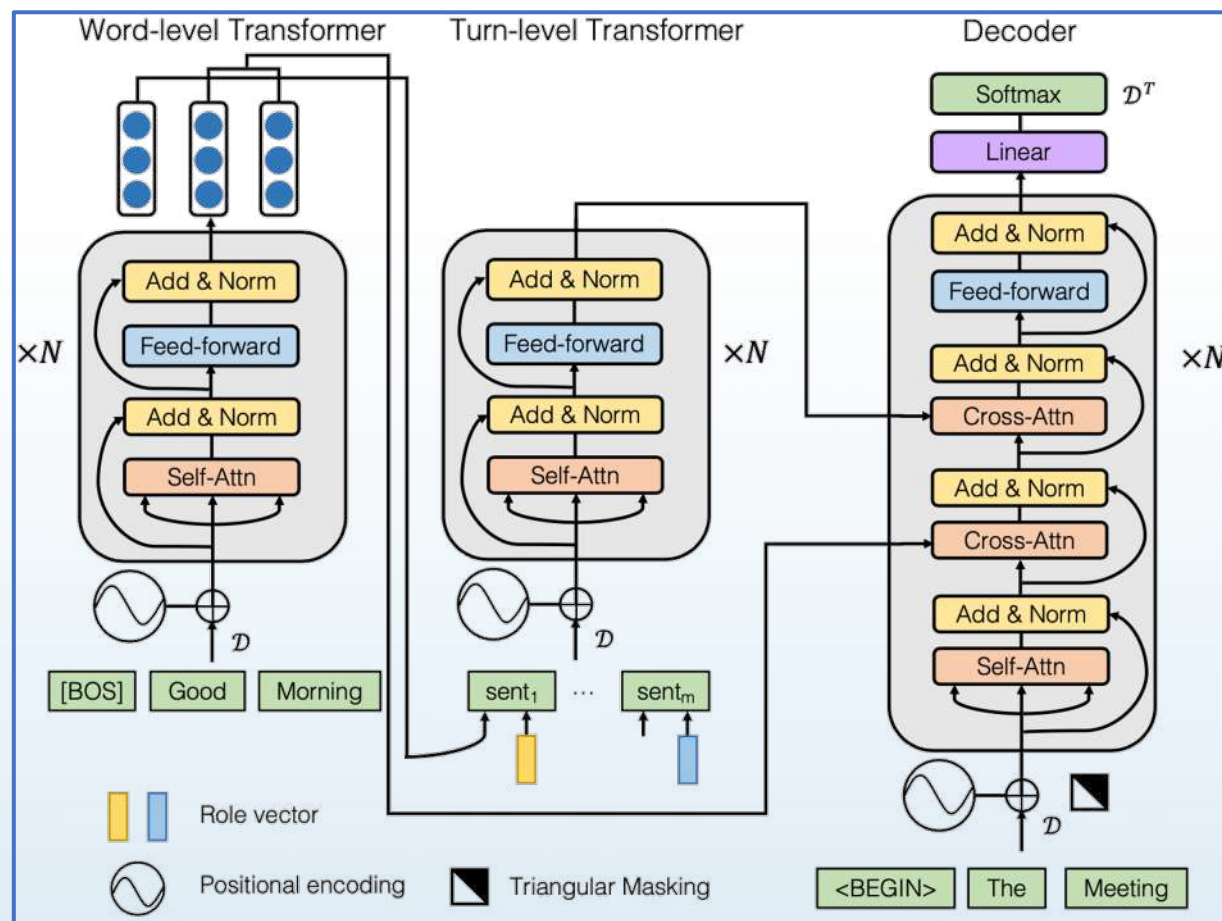 Word-level Transformer
Turn-level Transformer
Decoder
Softmax
𝒟ᵀ
Linear
Add & Norm
Feed-forward
Add & Norm
Self-Attn
×N
𝒟
[BOS] Good Morning
Add & Norm
Feed-forward
Add & Norm
Self-Attn
×N
𝒟
sent₁ ... sentₘ
Add & Norm
Feed-forward
Add & Norm
Cross-Attn
Add & Norm
Cross-Attn
Add & Norm
Self-Attn
×N
𝒟
<BEGIN> The Meeting
Role vector
Positional encoding
Triangular Masking